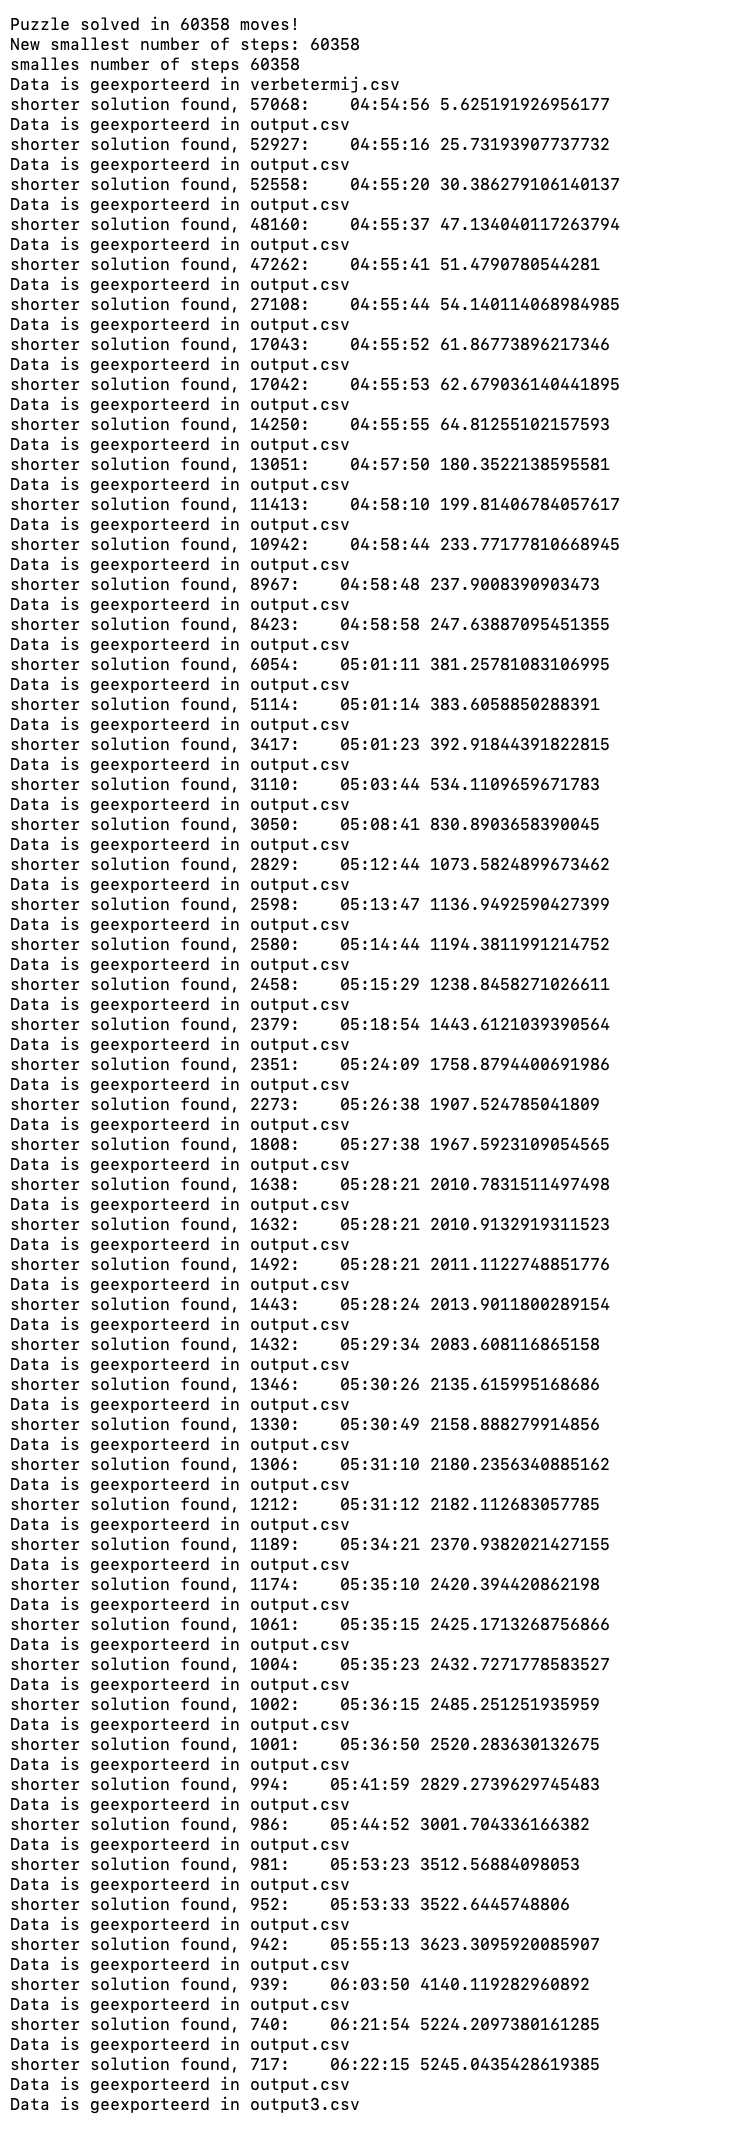 Puzzle solved in 60358 moves!
New smallest number of steps: 60358
smalles number of steps 60358
Data is geexporteerd in verbetermij.csv
shorter solution found, 57068:    04:54:56 5.625191926956177
Data is geexporteerd in output.csv
shorter solution found, 52927:    04:55:16 25.73193907737732
Data is geexporteerd in output.csv
shorter solution found, 52558:    04:55:20 30.386279106140137
Data is geexporteerd in output.csv
shorter solution found, 48160:    04:55:37 47.134040117263794
Data is geexporteerd in output.csv
shorter solution found, 47262:    04:55:41 51.4790780544281
Data is geexporteerd in output.csv
shorter solution found, 27108:    04:55:44 54.140114068984985
Data is geexporteerd in output.csv
shorter solution found, 17043:    04:55:52 61.86773896217346
Data is geexporteerd in output.csv
shorter solution found, 17042:    04:55:53 62.679036140441895
Data is geexporteerd in output.csv
shorter solution found, 14250:    04:55:55 64.81255102157593
Data is geexporteerd in output.csv
shorter solution found, 13051:    04:57:50 180.3522138595581
Data is geexporteerd in output.csv
shorter solution found, 11413:    04:58:10 199.81406784057617
Data is geexporteerd in output.csv
shorter solution found, 10942:    04:58:44 233.77177810668945
Data is geexporteerd in output.csv
shorter solution found, 8967:    04:58:48 237.9008390903473
Data is geexporteerd in output.csv
shorter solution found, 8423:    04:58:58 247.63887095451355
Data is geexporteerd in output.csv
shorter solution found, 6054:    05:01:11 381.25781083106995
Data is geexporteerd in output.csv
shorter solution found, 5114:    05:01:14 383.6058850288391
Data is geexporteerd in output.csv
shorter solution found, 3417:    05:01:23 392.91844391822815
Data is geexporteerd in output.csv
shorter solution found, 3110:    05:03:44 534.1109659671783
Data is geexporteerd in output.csv
shorter solution found, 3050:    05:08:41 830.8903658390045
Data is geexporteerd in output.csv
shorter solution found, 2829:    05:12:44 1073.5824899673462
Data is geexporteerd in output.csv
shorter solution found, 2598:    05:13:47 1136.9492590427399
Data is geexporteerd in output.csv
shorter solution found, 2580:    05:14:44 1194.3811991214752
Data is geexporteerd in output.csv
shorter solution found, 2458:    05:15:29 1238.8458271026611
Data is geexporteerd in output.csv
shorter solution found, 2379:    05:18:54 1443.6121039390564
Data is geexporteerd in output.csv
shorter solution found, 2351:    05:24:09 1758.8794400691986
Data is geexporteerd in output.csv
shorter solution found, 2273:    05:26:38 1907.524785041809
Data is geexporteerd in output.csv
shorter solution found, 1808:    05:27:38 1967.5923109054565
Data is geexporteerd in output.csv
shorter solution found, 1638:    05:28:21 2010.7831511497498
Data is geexporteerd in output.csv
shorter solution found, 1632:    05:28:21 2010.9132919311523
Data is geexporteerd in output.csv
shorter solution found, 1492:    05:28:21 2011.1122748851776
Data is geexporteerd in output.csv
shorter solution found, 1443:    05:28:24 2013.9011800289154
Data is geexporteerd in output.csv
shorter solution found, 1432:    05:29:34 2083.608116865158
Data is geexporteerd in output.csv
shorter solution found, 1346:    05:30:26 2135.615995168686
Data is geexporteerd in output.csv
shorter solution found, 1330:    05:30:49 2158.888279914856
Data is geexporteerd in output.csv
shorter solution found, 1306:    05:31:10 2180.2356340885162
Data is geexporteerd in output.csv
shorter solution found, 1212:    05:31:12 2182.112683057785
Data is geexporteerd in output.csv
shorter solution found, 1189:    05:34:21 2370.9382021427155
Data is geexporteerd in output.csv
shorter solution found, 1174:    05:35:10 2420.394420862198
Data is geexporteerd in output.csv
shorter solution found, 1061:    05:35:15 2425.1713268756866
Data is geexporteerd in output.csv
shorter solution found, 1004:    05:35:23 2432.7271778583527
Data is geexporteerd in output.csv
shorter solution found, 1002:    05:36:15 2485.251251935959
Data is geexporteerd in output.csv
shorter solution found, 1001:    05:36:50 2520.283630132675
Data is geexporteerd in output.csv
shorter solution found, 994:    05:41:59 2829.2739629745483
Data is geexporteerd in output.csv
shorter solution found, 986:    05:44:52 3001.704336166382
Data is geexporteerd in output.csv
shorter solution found, 981:    05:53:23 3512.56884098053
Data is geexporteerd in output.csv
shorter solution found, 952:    05:53:33 3522.6445748806
Data is geexporteerd in output.csv
shorter solution found, 942:    05:55:13 3623.3095920085907
Data is geexporteerd in output.csv
shorter solution found, 939:    06:03:50 4140.119282960892
Data is geexporteerd in output.csv
shorter solution found, 740:    06:21:54 5224.2097380161285
Data is geexporteerd in output.csv
shorter solution found, 717:    06:22:15 5245.0435428619385
Data is geexporteerd in output.csv
Data is geexporteerd in output3.csv